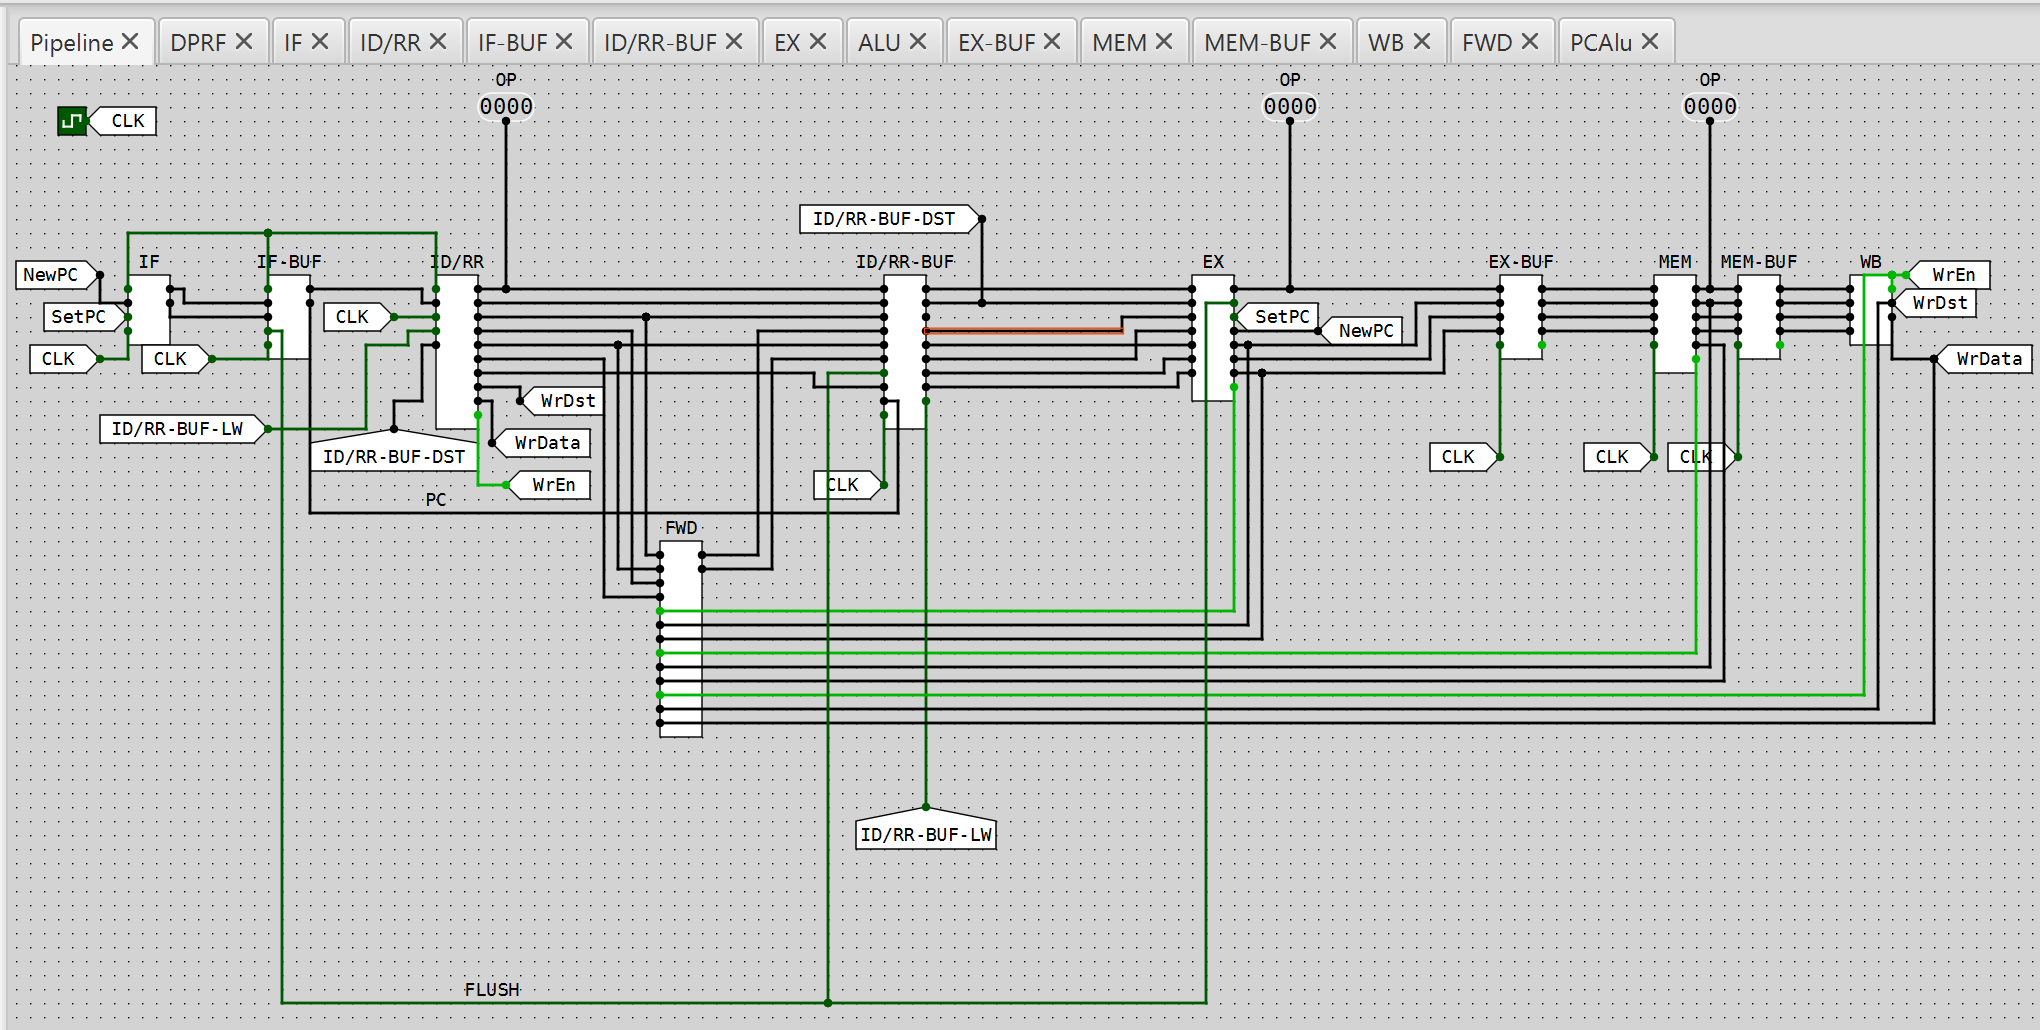 Pipeline DPRF IF ID/RR IF-BUF ID/RR-BUF EX ALU EX-BUF MEM MEM-BUF WB FWD PCAlu
OP OP OP
0000 0000 0000
CLK
ID/RR-BUF-DST
IF IF-BUF ID/RR ID/RR-BUF EX EX-BUF MEM MEM-BUF WB
NewPC WrEn
WrDst
SetPC CLK SetPC
NewPC
CLK CLK WrData
WrDst
ID/RR-BUF-LW
WrData
ID/RR-BUF-DST CLK CLK CLK
WrEn CLK
PC
FWD
ID/RR-BUF-LW
FLUSH